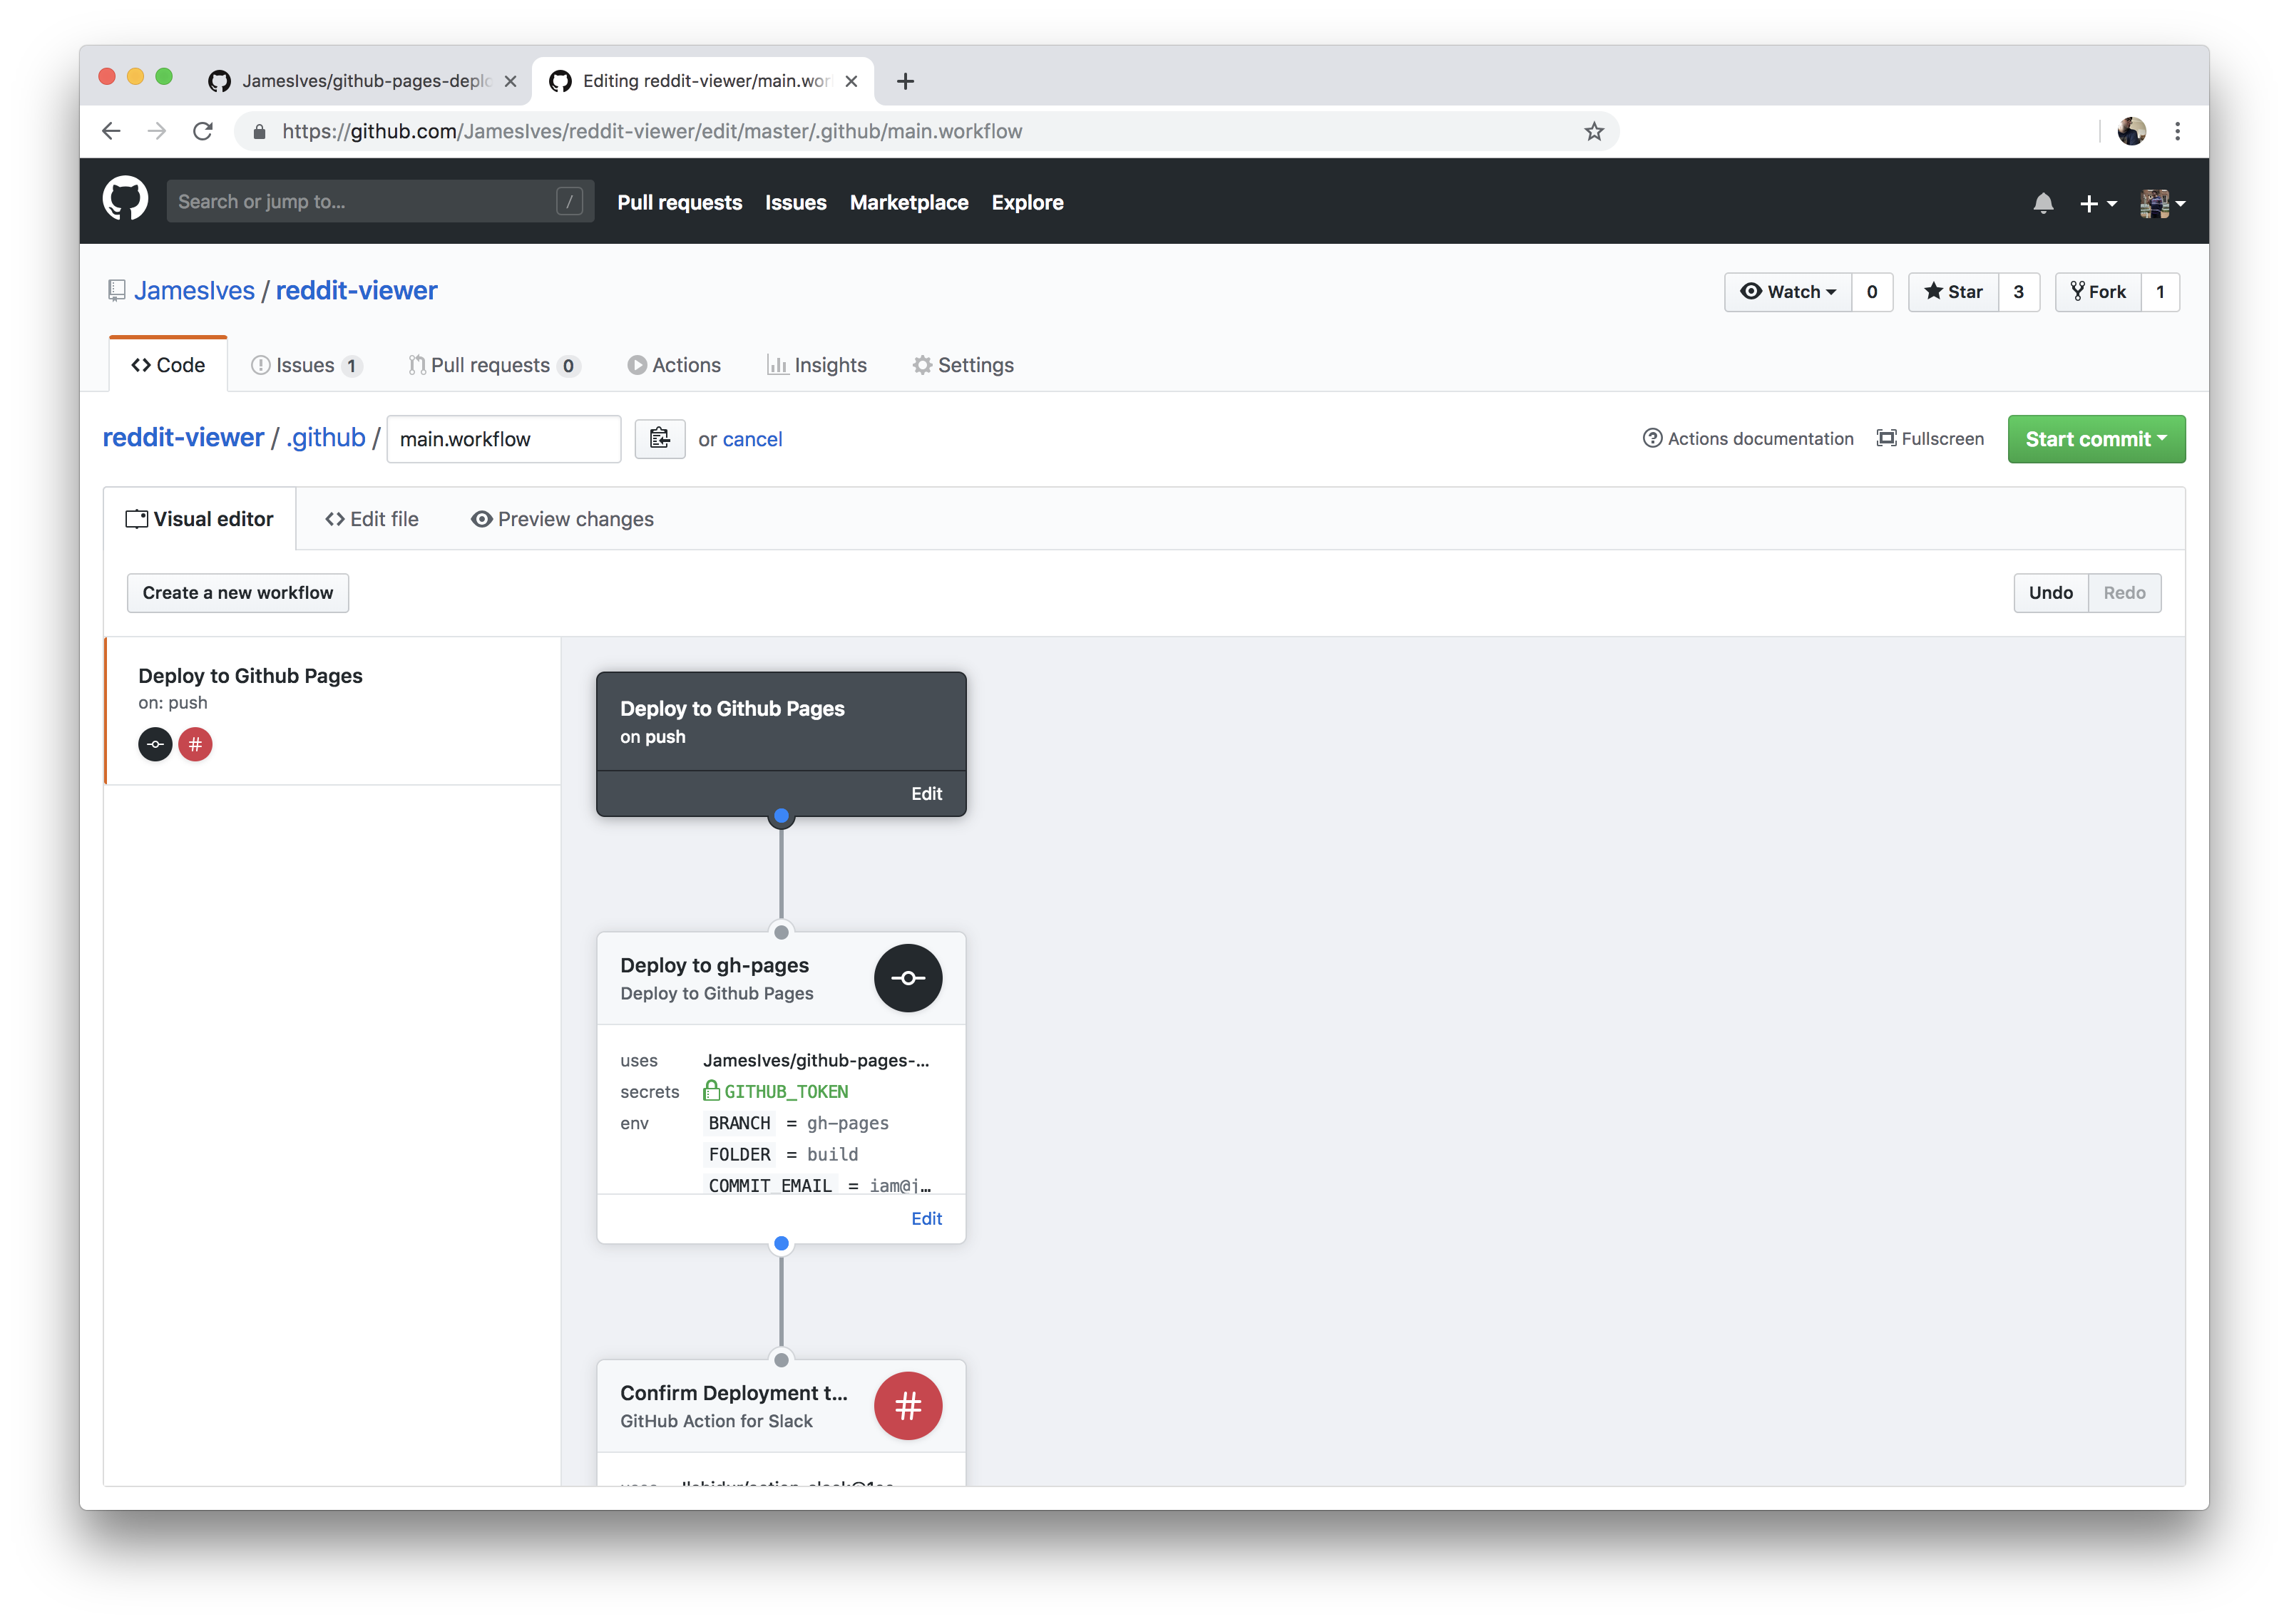 JamesIves/github-pages-deplo
Editing reddit-viewer/main.wor
https://github.com/JamesIves/reddit-viewer/edit/master/.github/main.workflow
Search or jump to... /
Pull requests Issues Marketplace Explore
JamesIves / reddit-viewer
Watch 0 Star 3 Fork 1
Code Issues 1 Pull requests 0 Actions Insights Settings
reddit-viewer / .github / main.workflow or cancel
Actions documentation Fullscreen Start commit
Visual editor Edit file Preview changes
Create a new workflow Undo Redo
Deploy to Github Pages
on: push
#
Deploy to Github Pages
on push
Edit
Deploy to gh-pages
Deploy to Github Pages
uses JamesIves/github-pages-...
secrets GITHUB_TOKEN
env BRANCH = gh-pages
FOLDER = build
COMMIT_EMAIL = iam@j...
Edit
Confirm Deployment t...
GitHub Action for Slack
#